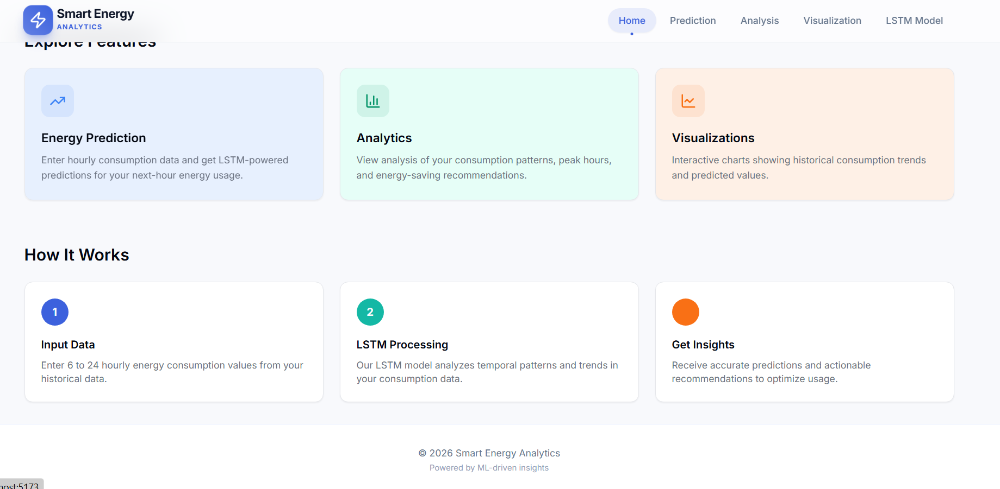 Smart Energy
ANALYTICS
Home
Prediction
Analysis
Visualization
LSTM Model
Explore Features
Energy Prediction
Enter hourly consumption data and get LSTM-powered
predictions for your next-hour energy usage.
Analytics
View analysis of your consumption patterns, peak hours,
and energy-saving recommendations.
Visualizations
Interactive charts showing historical consumption trends
and predicted values.
How It Works
1
Input Data
Enter 6 to 24 hourly energy consumption values from your
historical data.
2
LSTM Processing
Our LSTM model analyzes temporal patterns and trends in
your consumption data.
Get Insights
Receive accurate predictions and actionable
recommendations to optimize usage.
© 2026 Smart Energy Analytics
Powered by ML-driven insights
host:5173